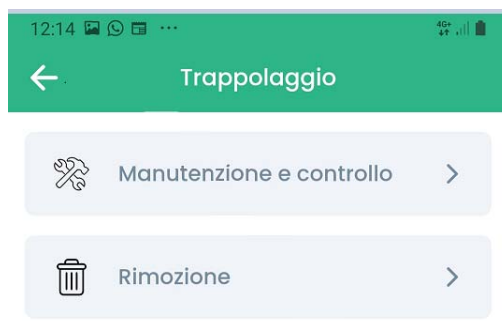 12:14 ...
4G+
Trappolaggio
Manutenzione e controllo
Rimozione